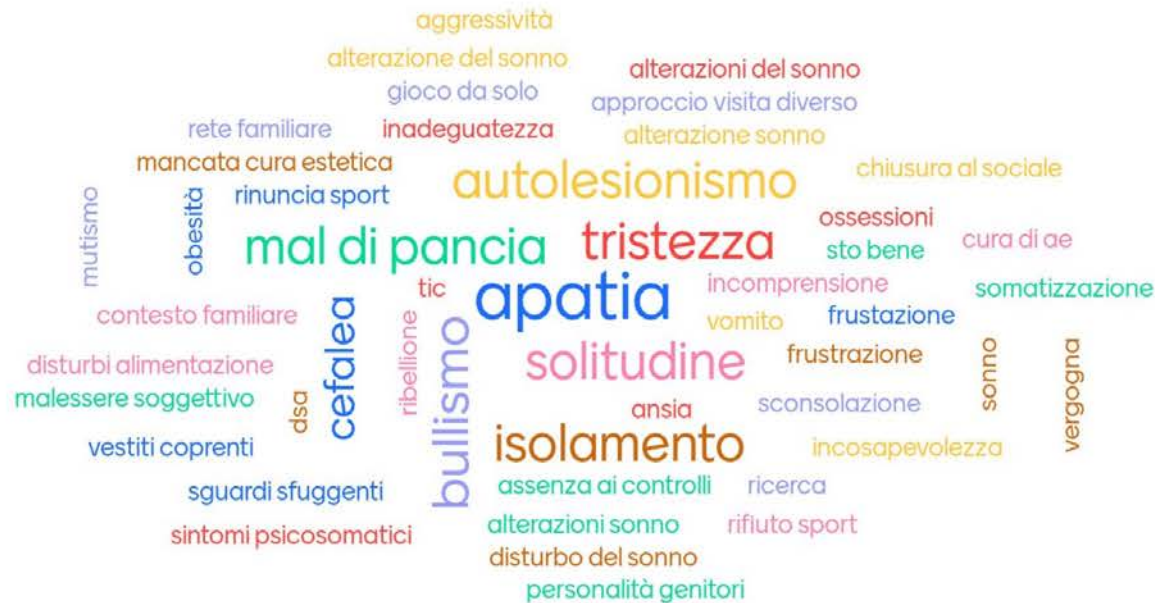 aggressività
alterazione del sonno
alterazioni del sonno
gioco da solo
approccio visita diverso
rete familiare
inadeguatezza
alterazione sonno
mancata cura estetica
autolesionismo
chiusura al sociale
mutismo
obesità
rinuncia sport
ossessioni
mal di pancia
tristezza
sto bene
cura di ae
tic
apatia
incomprensione
somatizzazione
contesto familiare
cefalea
ribellione
bullismo
vomito
frustazione
disturbi alimentazione
solitudine
frustrazione
sonno
vergogna
malessere soggettivo
dsa
ansia
sconsolazione
vestiti coprenti
isolamento
incosapevolezza
sguardi sfuggenti
assenza ai controlli
ricerca
sintomi psicosomatici
alterazioni sonno
rifiuto sport
disturbo del sonno
personalità genitori